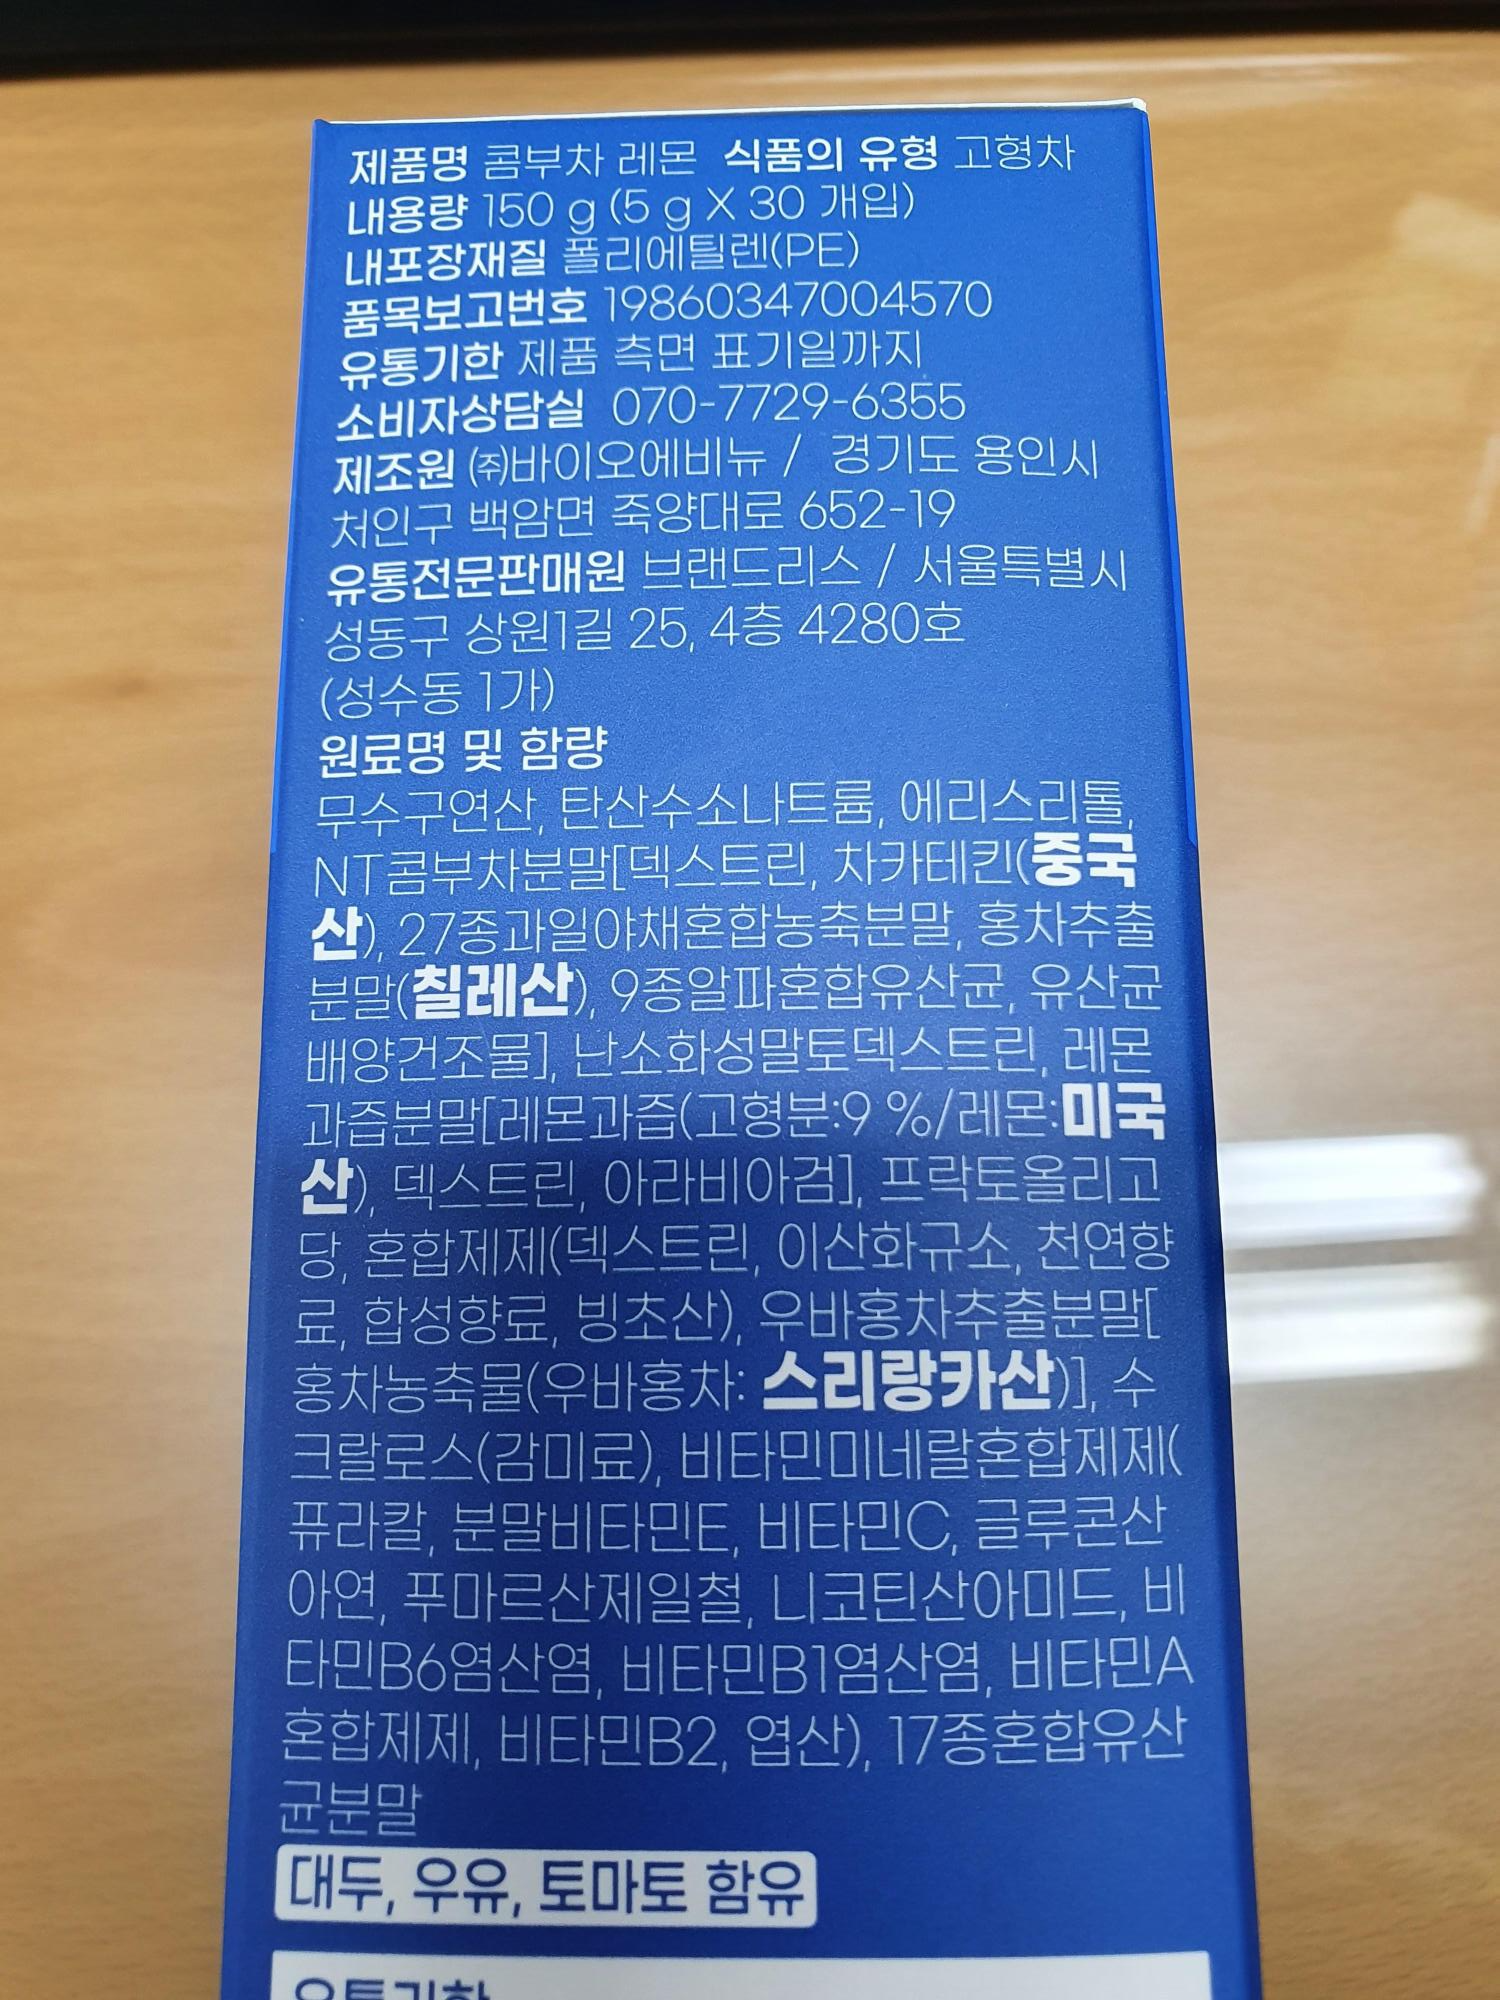 제품명 콤부차 레몬 식품의 유형 고형차
내용량 150 g (5 g X 30 개입)
내포장재질 폴리에틸렌(PE)
품목보고번호 19860347004570
유통기한 제품 측면 표기일까지
소비자상담실 070-7729-6355
제조원 ㈜바이오에비뉴 / 경기도 용인시
처인구 백암면 죽양대로 652-19
유통전문판매원 브랜드리스 / 서울특별시
성동구 상원1길 25, 4층 4280호
(성수동 1가)
원료명 및 함량
무수구연산, 탄산수소나트륨, 에리스리톨,
NT콤부차분말[덱스트린, 차카테킨(중국
산), 27종과일야채혼합농축분말, 홍차추출
분말(칠레산), 9종알파혼합유산균, 유산균
배양건조물], 난소화성말토덱스트린, 레몬
과즙분말[레몬과즙(고형분:9 %/레몬:미국
산), 덱스트린, 아라비아검], 프락토올리고
당, 혼합제제(덱스트린, 이산화규소, 천연향
료, 합성향료, 빙초산), 우바홍차추출분말[
홍차농축물(우바홍차: 스리랑카산)], 수
크랄로스(감미료), 비타민미네랄혼합제제(
퓨라칼, 분말비타민E, 비타민C, 글루콘산
아연, 푸마르산제일철, 니코틴산아미드, 비
타민B6염산염, 비타민B1염산염, 비타민A
혼합제제, 비타민B2, 엽산), 17종혼합유산
균분말
대두, 우유, 토마토 함유
유통기한